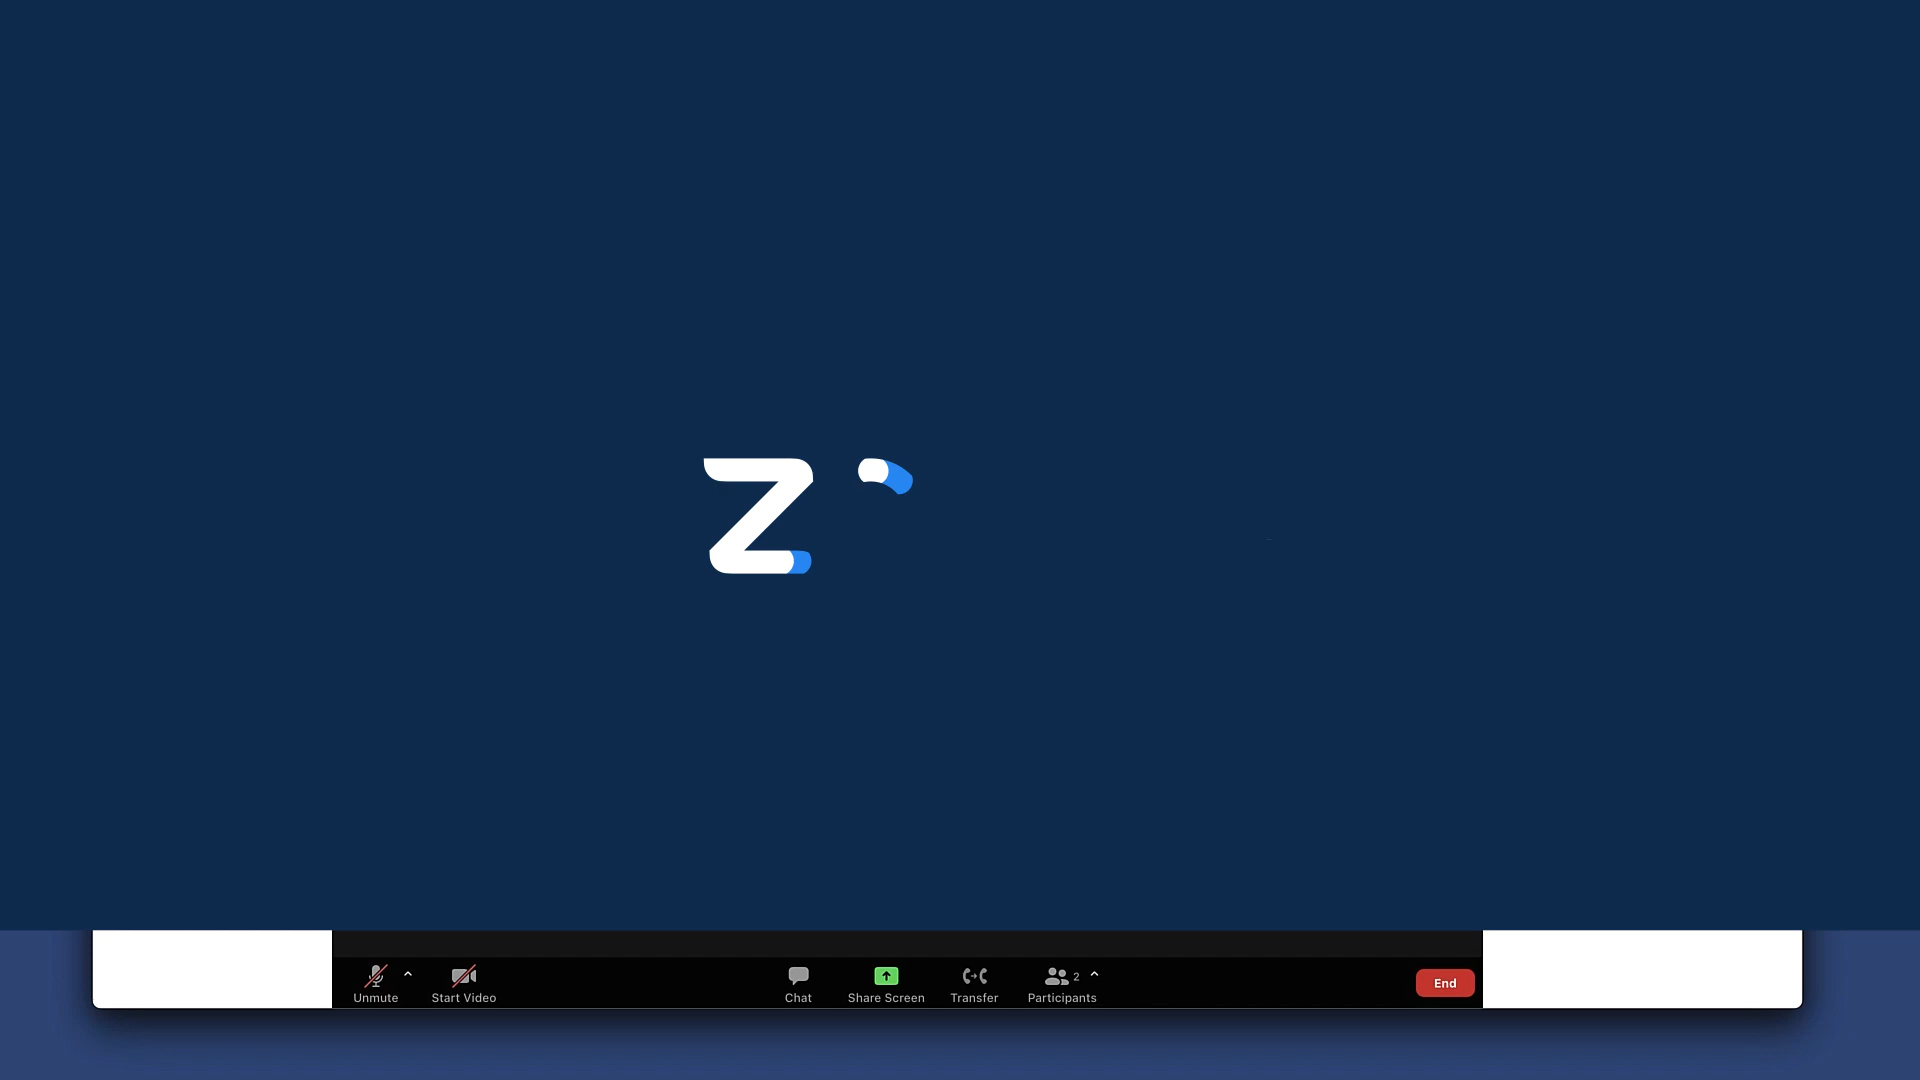 z
Unmute
Start Video
Chat
Share Screen
Transfer
2
Participants
End